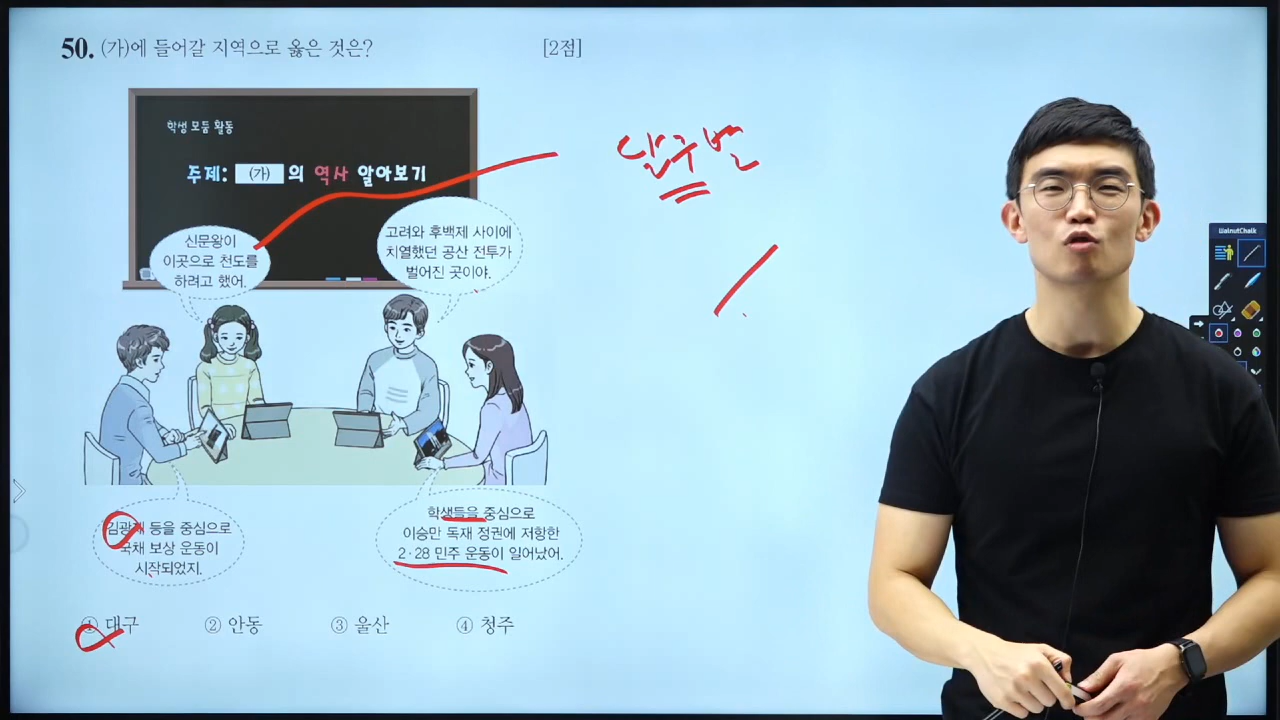 50. (가)에 들어갈 지역으로 옳은 것은? [2점]
학생 모둠 활동
주제: (가) 의 역사 알아보기
달구벌
신문왕이
이곳으로 천도를
하려고 했어.
고려와 후백제 사이에
치열했던 공산 전투가
벌어진 곳이야.
김광제 등을 중심으로
국채 보상 운동이
시작되었지.
학생들을 중심으로
이승만 독재 정권에 저항한
2·28 민주 운동이 일어났어.
① 대구 ② 안동 ③ 울산 ④ 청주
WalnutChalk